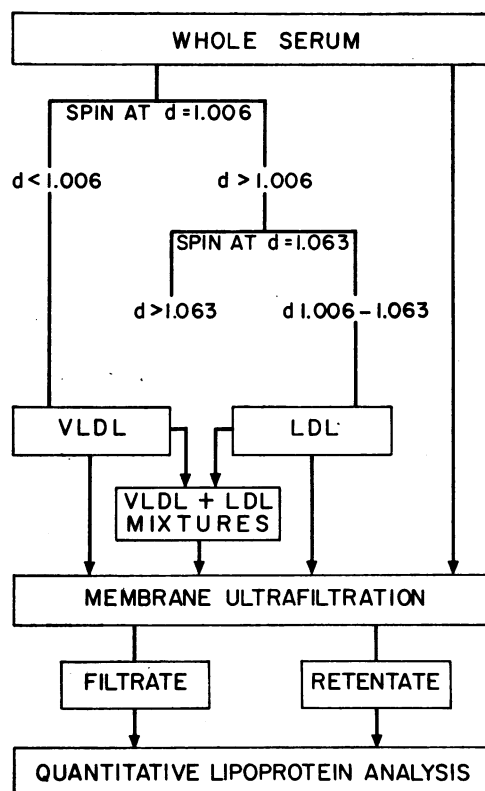 WHOLE SERUM
SPIN AT d=1.006
d<1.006
d>1.006
SPIN AT d=1.063
d>1.063
d 1.006-1.063
VLDL
LDL
VLDL + LDL
MIXTURES
MEMBRANE ULTRAFILTRATION
FILTRATE
RETENTATE
QUANTITATIVE LIPOPROTEIN ANALYSIS